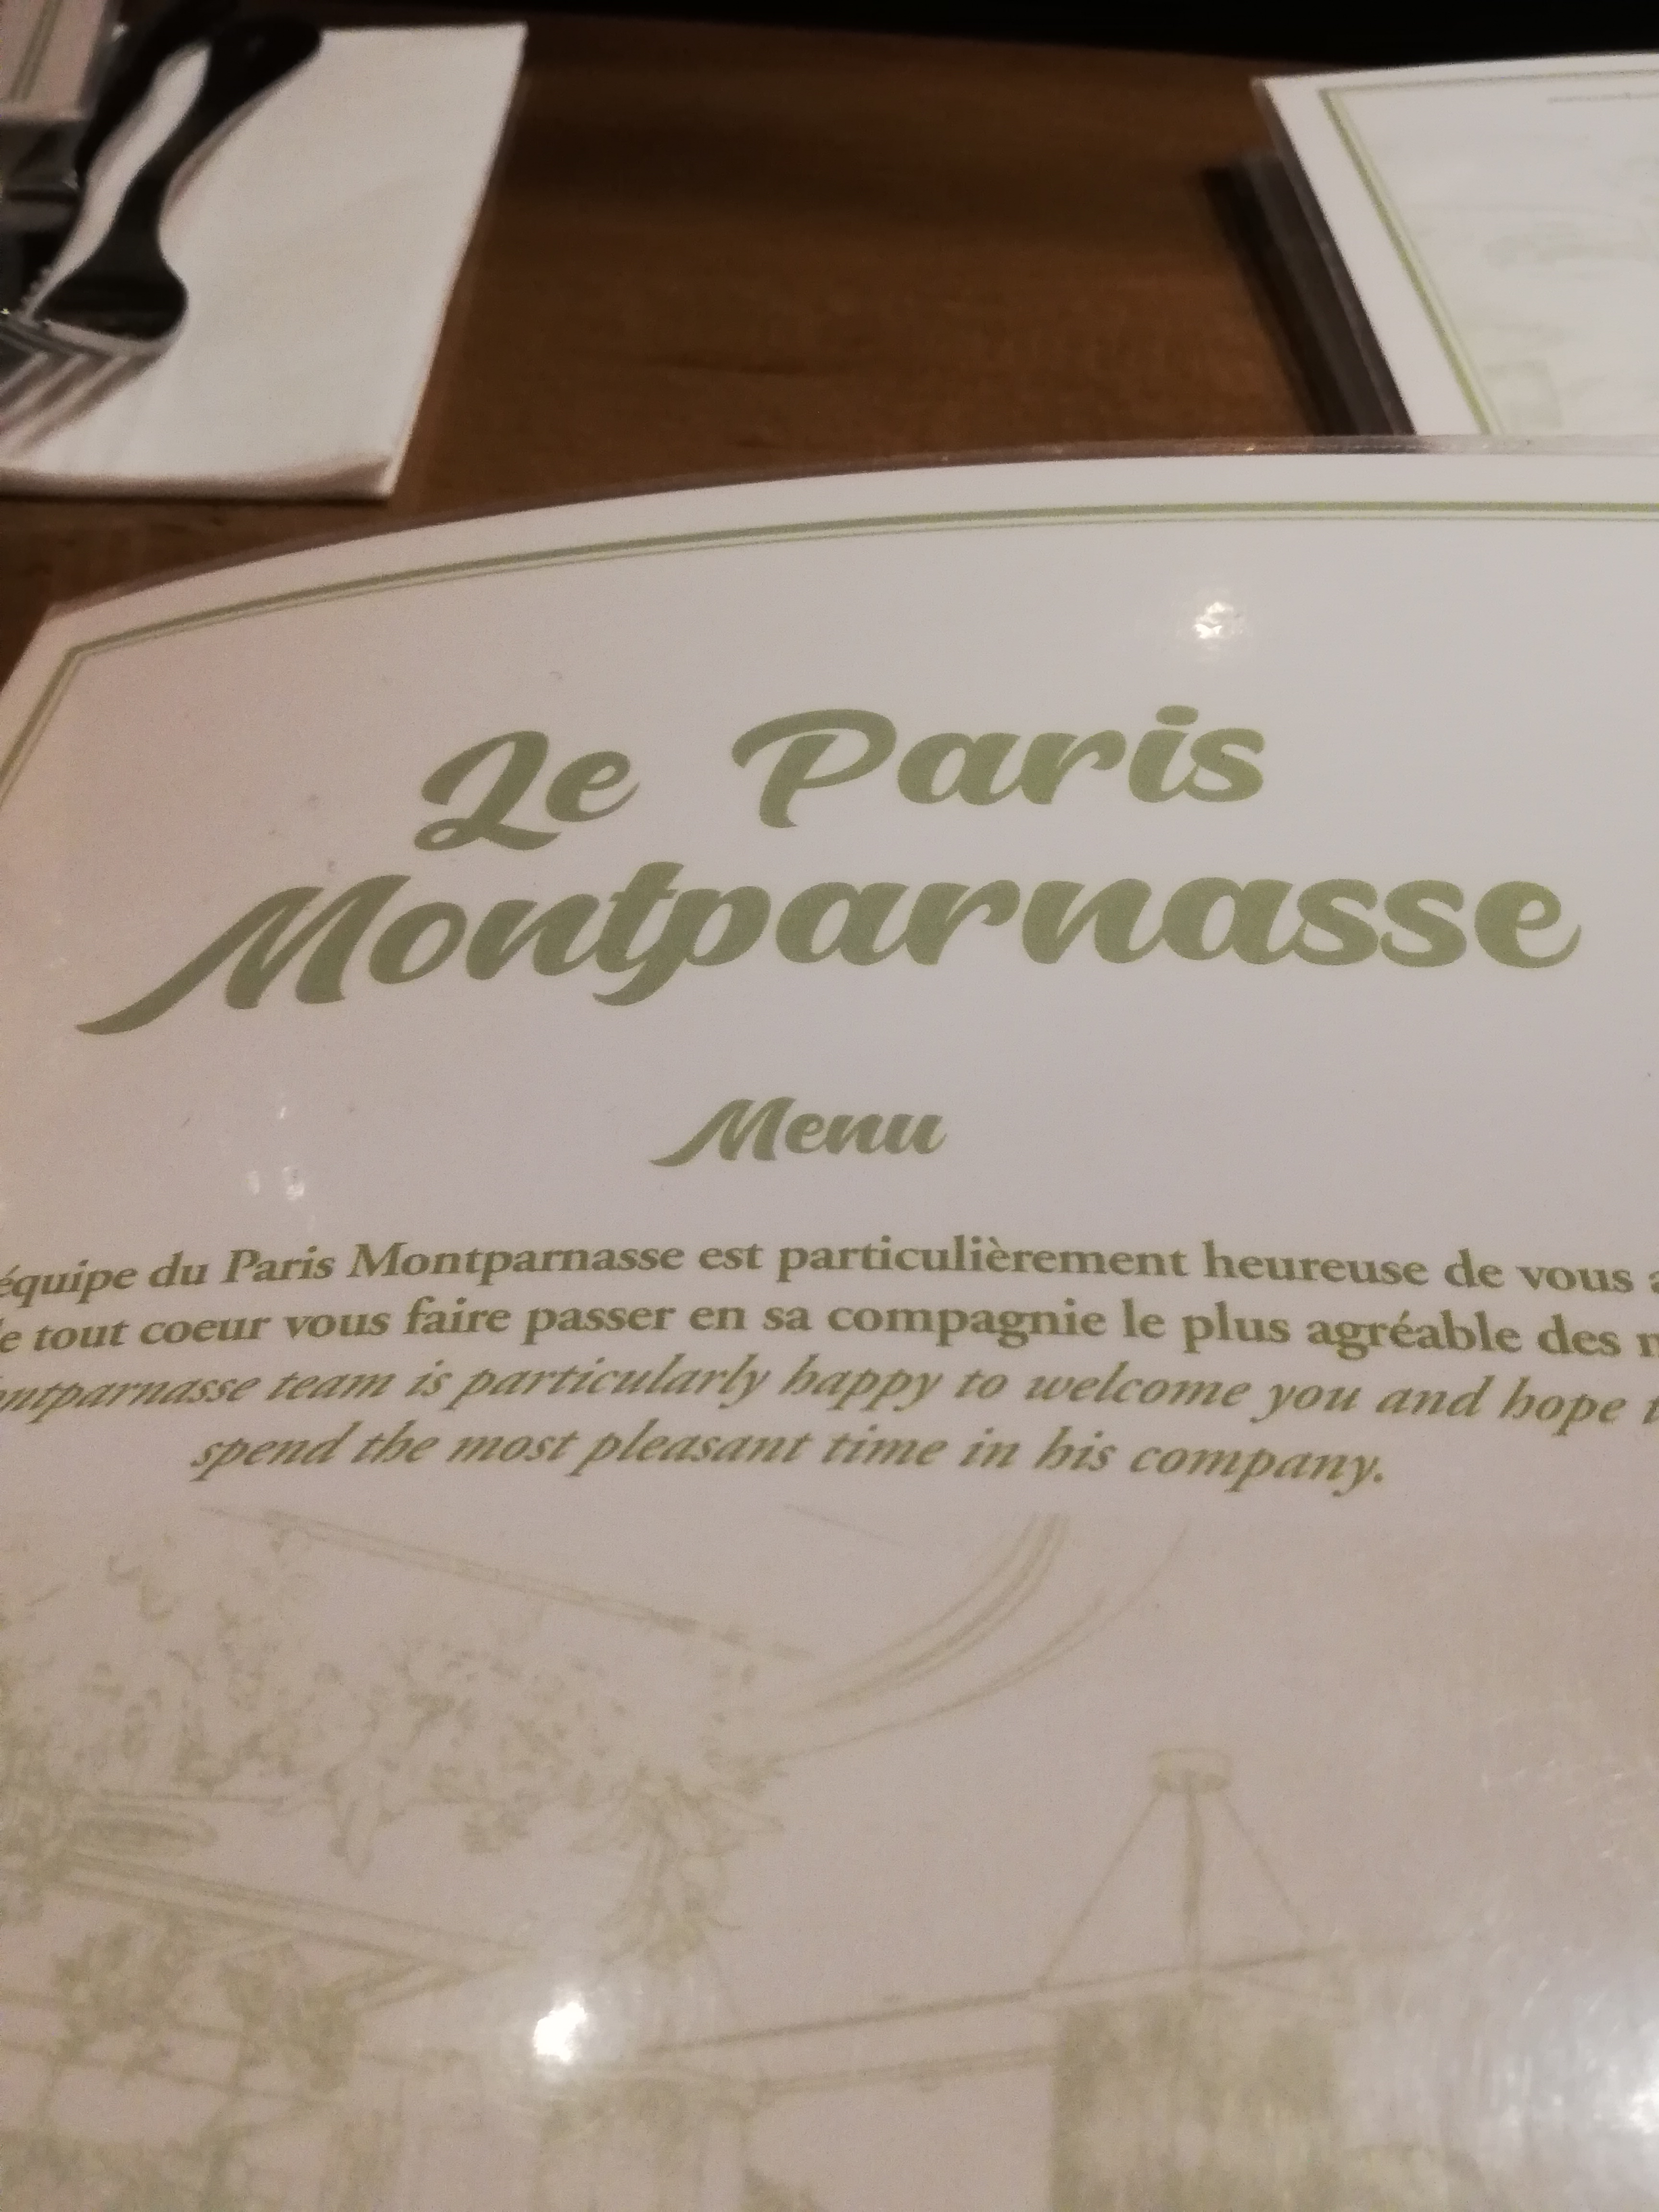 Le Paris
Montparnasse
Menu
équipe du Paris Montparnasse est particulièrement heureuse de vous
tout coeur vous faire passer en sa compagnie le plus agréable des
ontparnasse team is particularly happy to welcome you and hope
spend the most pleasant time in his company.